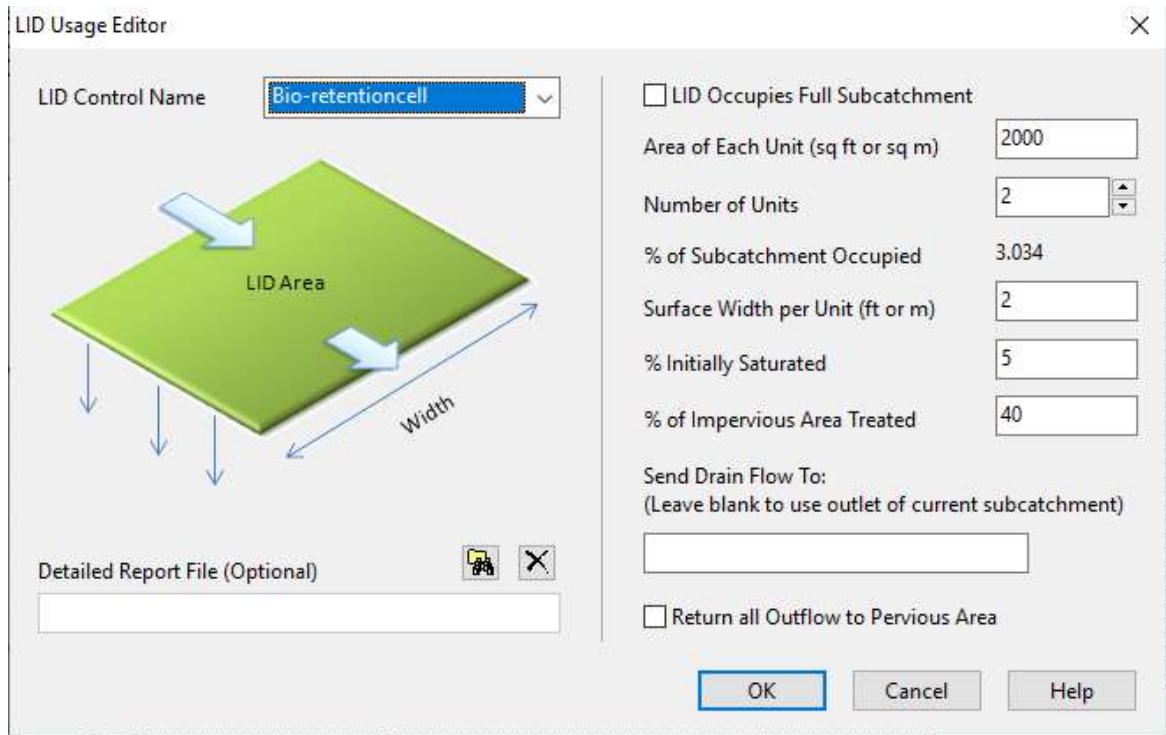 LID Usage Editor
LID Control Name
Bio-retentioncell
LID Area
Width
Detailed Report File (Optional)
LID Occupies Full Subcatchment
Area of Each Unit (sq ft or sq m)
2000
Number of Units
2
% of Subcatchment Occupied
3.034
Surface Width per Unit (ft or m)
2
% Initially Saturated
5
% of Impervious Area Treated
40
Send Drain Flow To:
(Leave blank to use outlet of current subcatchment)
Return all Outflow to Pervious Area
OK
Cancel
Help